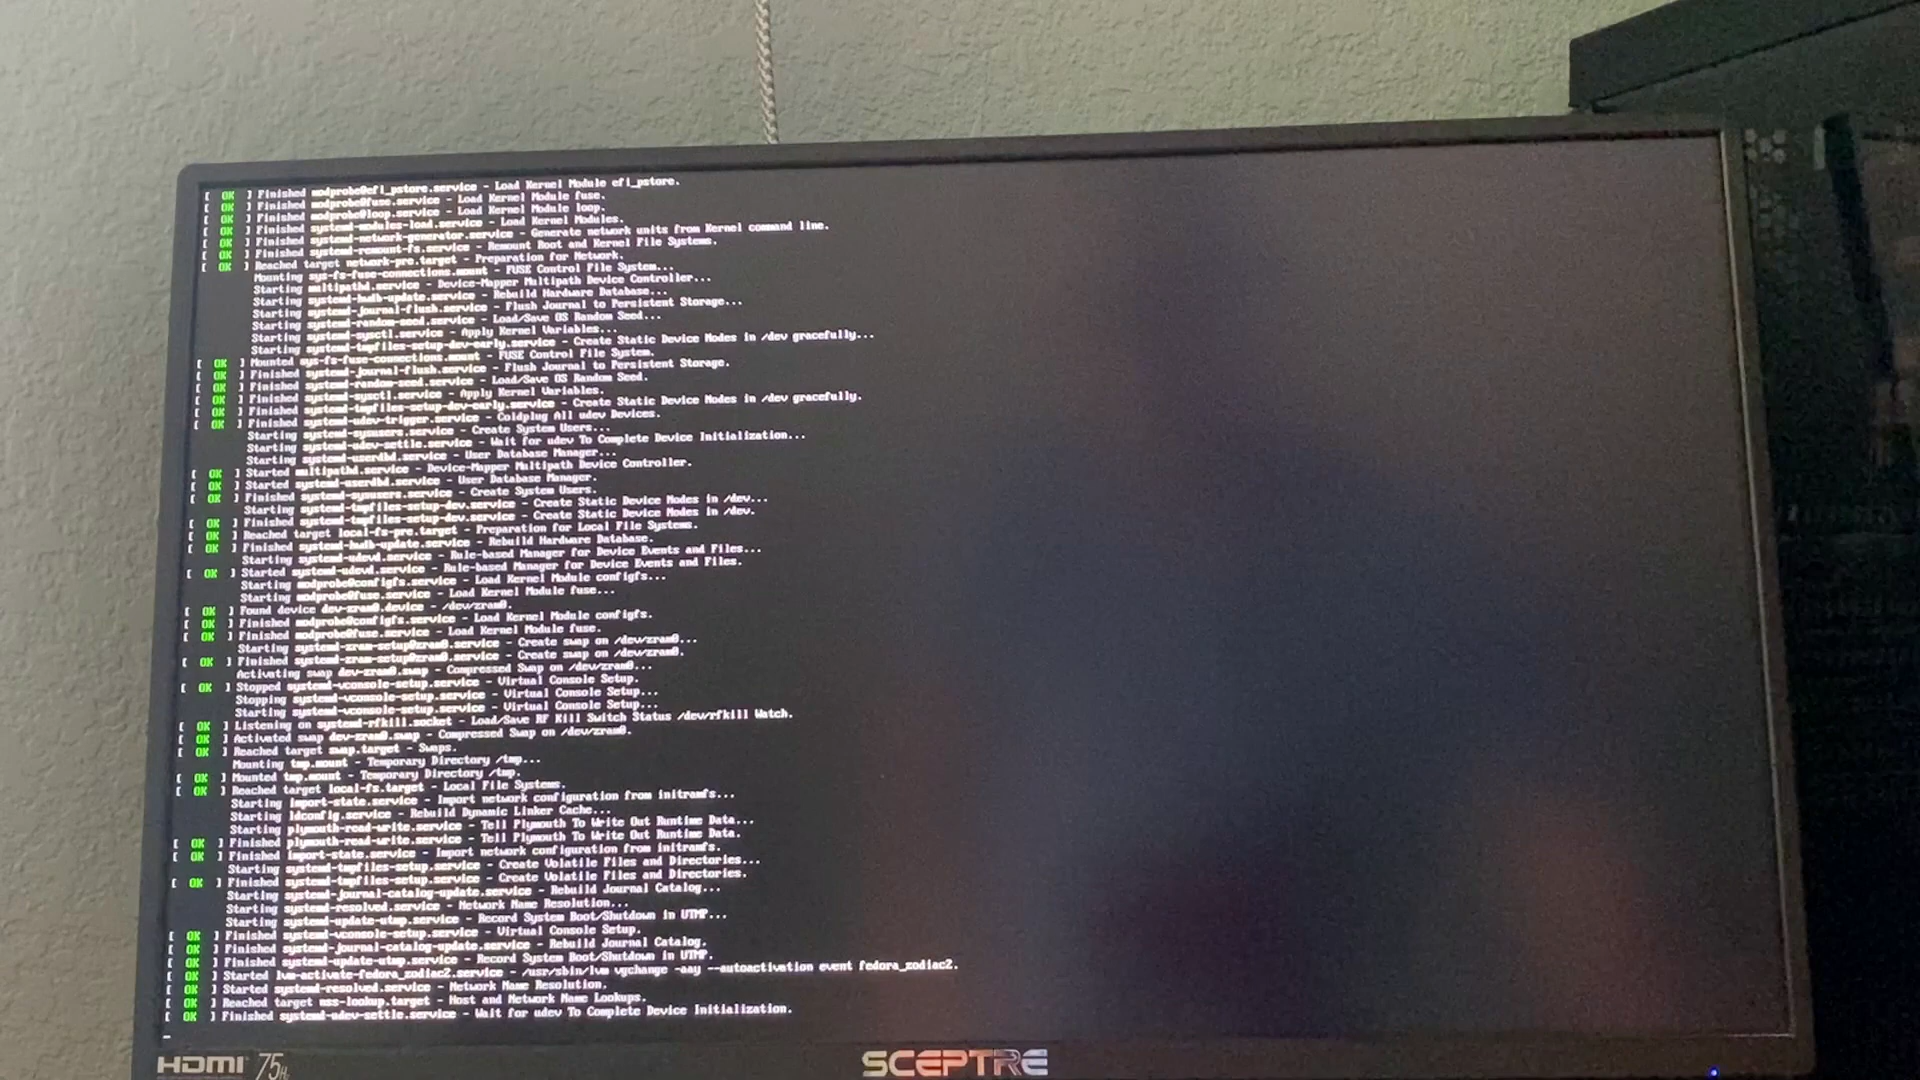 [ OK ] Finished modprobe@efi_pstore.service - Load Kernel Module efi_pstore.
[ OK ] Finished modprobe@fuse.service - Load Kernel Module fuse.
[ OK ] Finished modprobe@loop.service - Load Kernel Module loop.
[ OK ] Finished systemd-modules-load.service - Load Kernel Modules.
[ OK ] Finished systemd-network-generator.service - Generate network units from Kernel command line.
[ OK ] Finished systemd-remount-fs.service - Remount Root and Kernel File Systems.
[ OK ] Reached target network-pre.target - Preparation for Network.
Mounting sys-fs-fuse-connections.mount - FUSE Control File System...
Starting multipathd.service - Device-Mapper Multipath Device Controller...
Starting systemd-hwdb-update.service - Rebuild Hardware Database...
Starting systemd-journal-flush.service - Flush Journal to Persistent Storage...
Starting systemd-random-seed.service - Load/Save OS Random Seed...
Starting systemd-sysctl.service - Apply Kernel Variables...
Starting systemd-tmpfiles-setup-dev-early.service - Create Static Device Nodes in /dev gracefully...
[ OK ] Mounted sys-fs-fuse-connections.mount - FUSE Control File System.
[ OK ] Finished systemd-journal-flush.service - Flush Journal to Persistent Storage.
[ OK ] Finished systemd-random-seed.service - Load/Save OS Random Seed.
[ OK ] Finished systemd-sysctl.service - Apply Kernel Variables.
[ OK ] Finished systemd-tmpfiles-setup-dev-early.service - Create Static Device Nodes in /dev gracefully.
[ OK ] Finished systemd-udev-trigger.service - Coldplug All udev Devices.
Starting systemd-sysusers.service - Create System Users...
Starting systemd-udev-settle.service - Wait for udev To Complete Device Initialization...
Starting systemd-userdbd.service - User Database Manager...
[ OK ] Started multipathd.service - Device-Mapper Multipath Device Controller.
[ OK ] Started systemd-userdbd.service - User Database Manager.
[ OK ] Finished systemd-sysusers.service - Create System Users.
Starting systemd-tmpfiles-setup-dev.service - Create Static Device Nodes in /dev...
[ OK ] Finished systemd-tmpfiles-setup-dev.service - Create Static Device Nodes in /dev.
[ OK ] Reached target local-fs-pre.target - Preparation for Local File Systems.
[ OK ] Finished systemd-hwdb-update.service - Rebuild Hardware Database.
Starting systemd-udevd.service - Rule-based Manager for Device Events and Files...
[ OK ] Started systemd-udevd.service - Rule-based Manager for Device Events and Files.
Starting modprobe@configfs.service - Load Kernel Module configfs...
Starting modprobe@fuse.service - Load Kernel Module fuse...
[ OK ] Found device dev-zram0.device - /dev/zram0.
[ OK ] Finished modprobe@configfs.service - Load Kernel Module configfs.
[ OK ] Finished modprobe@fuse.service - Load Kernel Module fuse.
Starting systemd-zram-setup@zram0.service - Create swap on /dev/zram0...
[ OK ] Finished systemd-zram-setup@zram0.service - Create swap on /dev/zram0.
Activating swap dev-zram0.swap - Compressed Swap on /dev/zram0...
[ OK ] Stopped systemd-vconsole-setup.service - Virtual Console Setup.
Stopping systemd-vconsole-setup.service - Virtual Console Setup...
Starting systemd-vconsole-setup.service - Virtual Console Setup...
[ OK ] Listening on systemd-rfkill.socket - Load/Save RF Kill Switch Status /dev/rfkill Watch.
[ OK ] Activated swap dev-zram0.swap - Compressed Swap on /dev/zram0.
[ OK ] Reached target swap.target - Swaps.
Mounting tmp.mount - Temporary Directory /tmp...
[ OK ] Mounted tmp.mount - Temporary Directory /tmp.
[ OK ] Reached target local-fs.target - Local File Systems.
Starting import-state.service - Import network configuration from initramfs...
Starting ldconfig.service - Rebuild Dynamic Linker Cache...
Starting plymouth-read-write.service - Tell Plymouth To Write Out Runtime Data...
[ OK ] Finished plymouth-read-write.service - Tell Plymouth To Write Out Runtime Data.
[ OK ] Finished import-state.service - Import network configuration from initramfs.
Starting systemd-tmpfiles-setup.service - Create Volatile Files and Directories...
[ OK ] Finished systemd-tmpfiles-setup.service - Create Volatile Files and Directories.
Starting systemd-journal-catalog-update.service - Rebuild Journal Catalog...
Starting systemd-resolved.service - Network Name Resolution...
Starting systemd-update-utmp.service - Record System Boot/Shutdown in UTMP...
[ OK ] Finished systemd-vconsole-setup.service - Virtual Console Setup.
[ OK ] Finished systemd-journal-catalog-update.service - Rebuild Journal Catalog.
[ OK ] Finished systemd-update-utmp.service - Record System Boot/Shutdown in UTMP.
[ OK ] Started lvm-activate-fedora_zodiac2.service - /usr/sbin/lvm vgchange -aay --autoactivation event fedora_zodiac2.
[ OK ] Started systemd-resolved.service - Network Name Resolution.
[ OK ] Reached target nss-lookup.target - Host and Network Name Lookups.
[ OK ] Finished systemd-udev-settle.service - Wait for udev To Complete Device Initialization.
HDMI 75Hz SCEPTRE